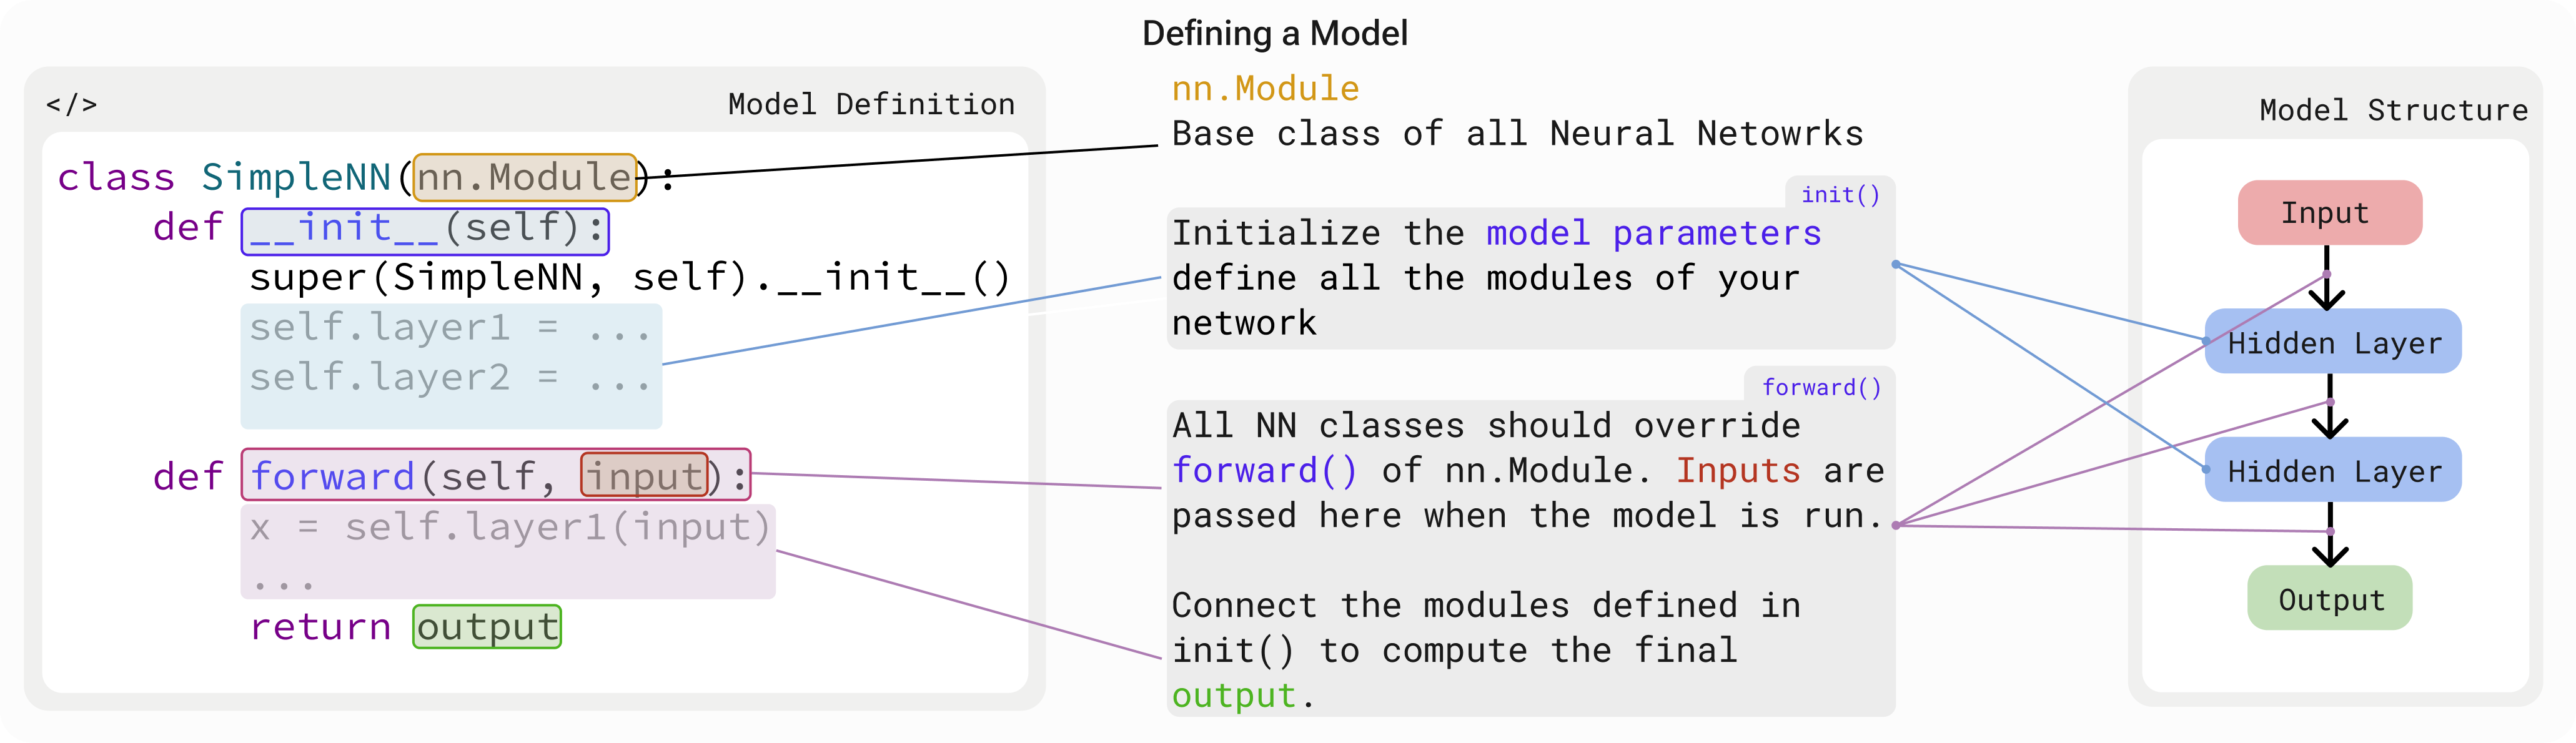 Defining a Model
</> Model Definition
class SimpleNN(nn.Module):
def __init__(self):
super(SimpleNN, self).__init__()
self.layer1 = ...
self.layer2 = ...
def forward(self, input):
x = self.layer1(input)
...
return output
nn.Module
Base class of all Neural Netowrks
init()
Initialize the model parameters
define all the modules of your
network
forward()
All NN classes should override
forward() of nn.Module. Inputs are
passed here when the model is run.
Connect the modules defined in
init() to compute the final
output.
Model Structure
Input
Hidden Layer
Hidden Layer
Output